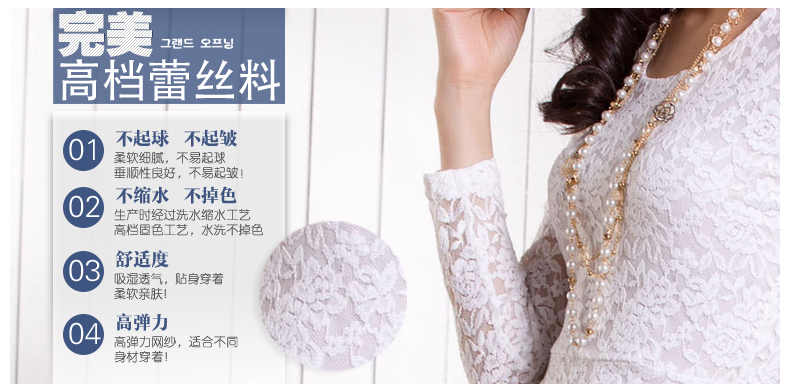 完美 그랜드 오프닝
高档蕾丝料
01 不起球 不起皱
柔软细腻，不易起球
垂顺性良好，不易起皱！
02 不缩水 不掉色
生产时经过洗水缩水工艺
高档固色工艺，水洗不掉色
03 舒适度
吸湿透气，贴身穿着
柔软亲肤！
04 高弹力
高弹力网纱，适合不同
身材穿着！